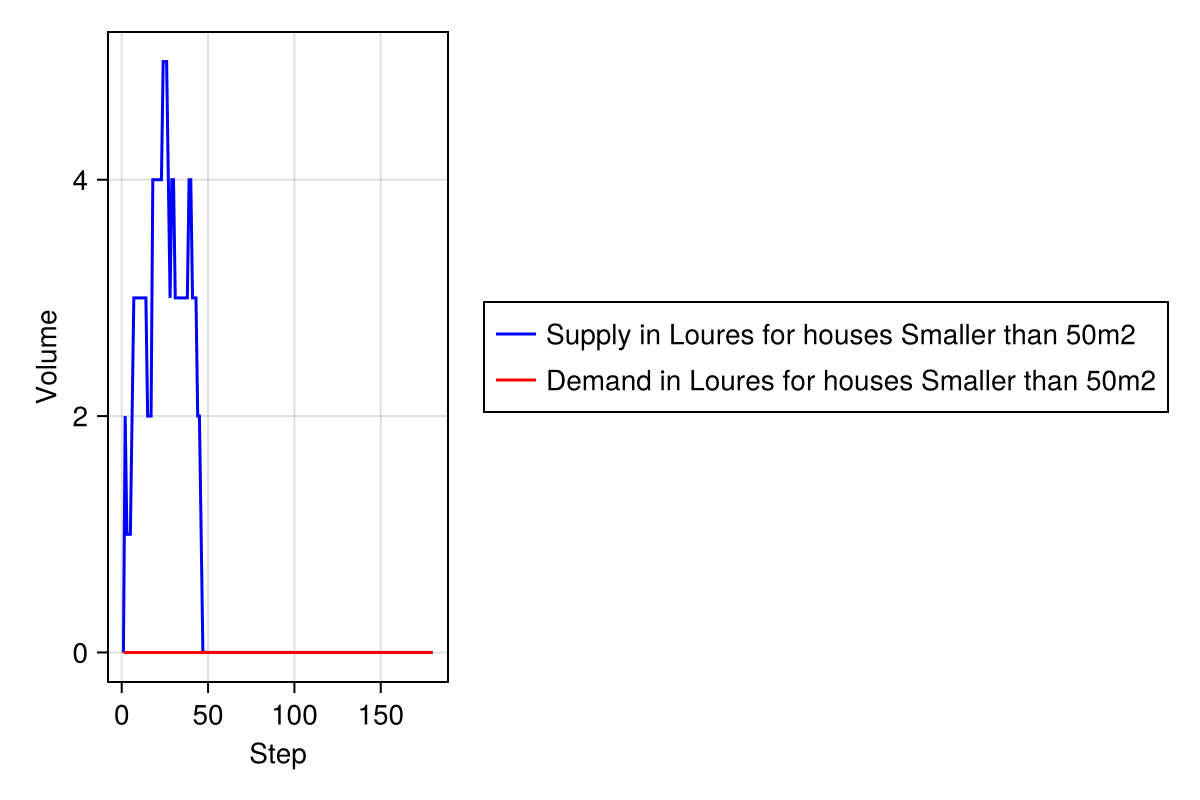 Volume
4
2
0
0 50 100 150
Step
Supply in Loures for houses Smaller than 50m2
Demand in Loures for houses Smaller than 50m2